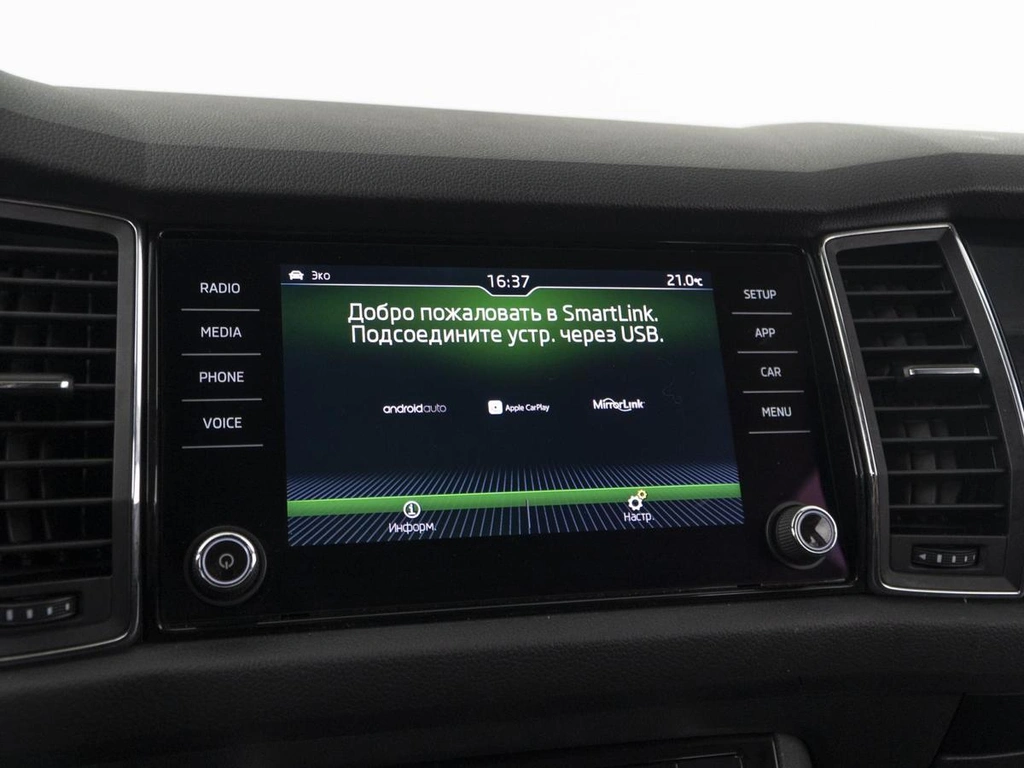 RADIO
MEDIA
PHONE
VOICE
Эко
16:37
21.0°C
Добро пожаловать в SmartLink.
Подсоедините устр. через USB.
androidauto
Apple CarPlay
MirrorLink
Информ.
Настр.
SETUP
APP
CAR
MENU